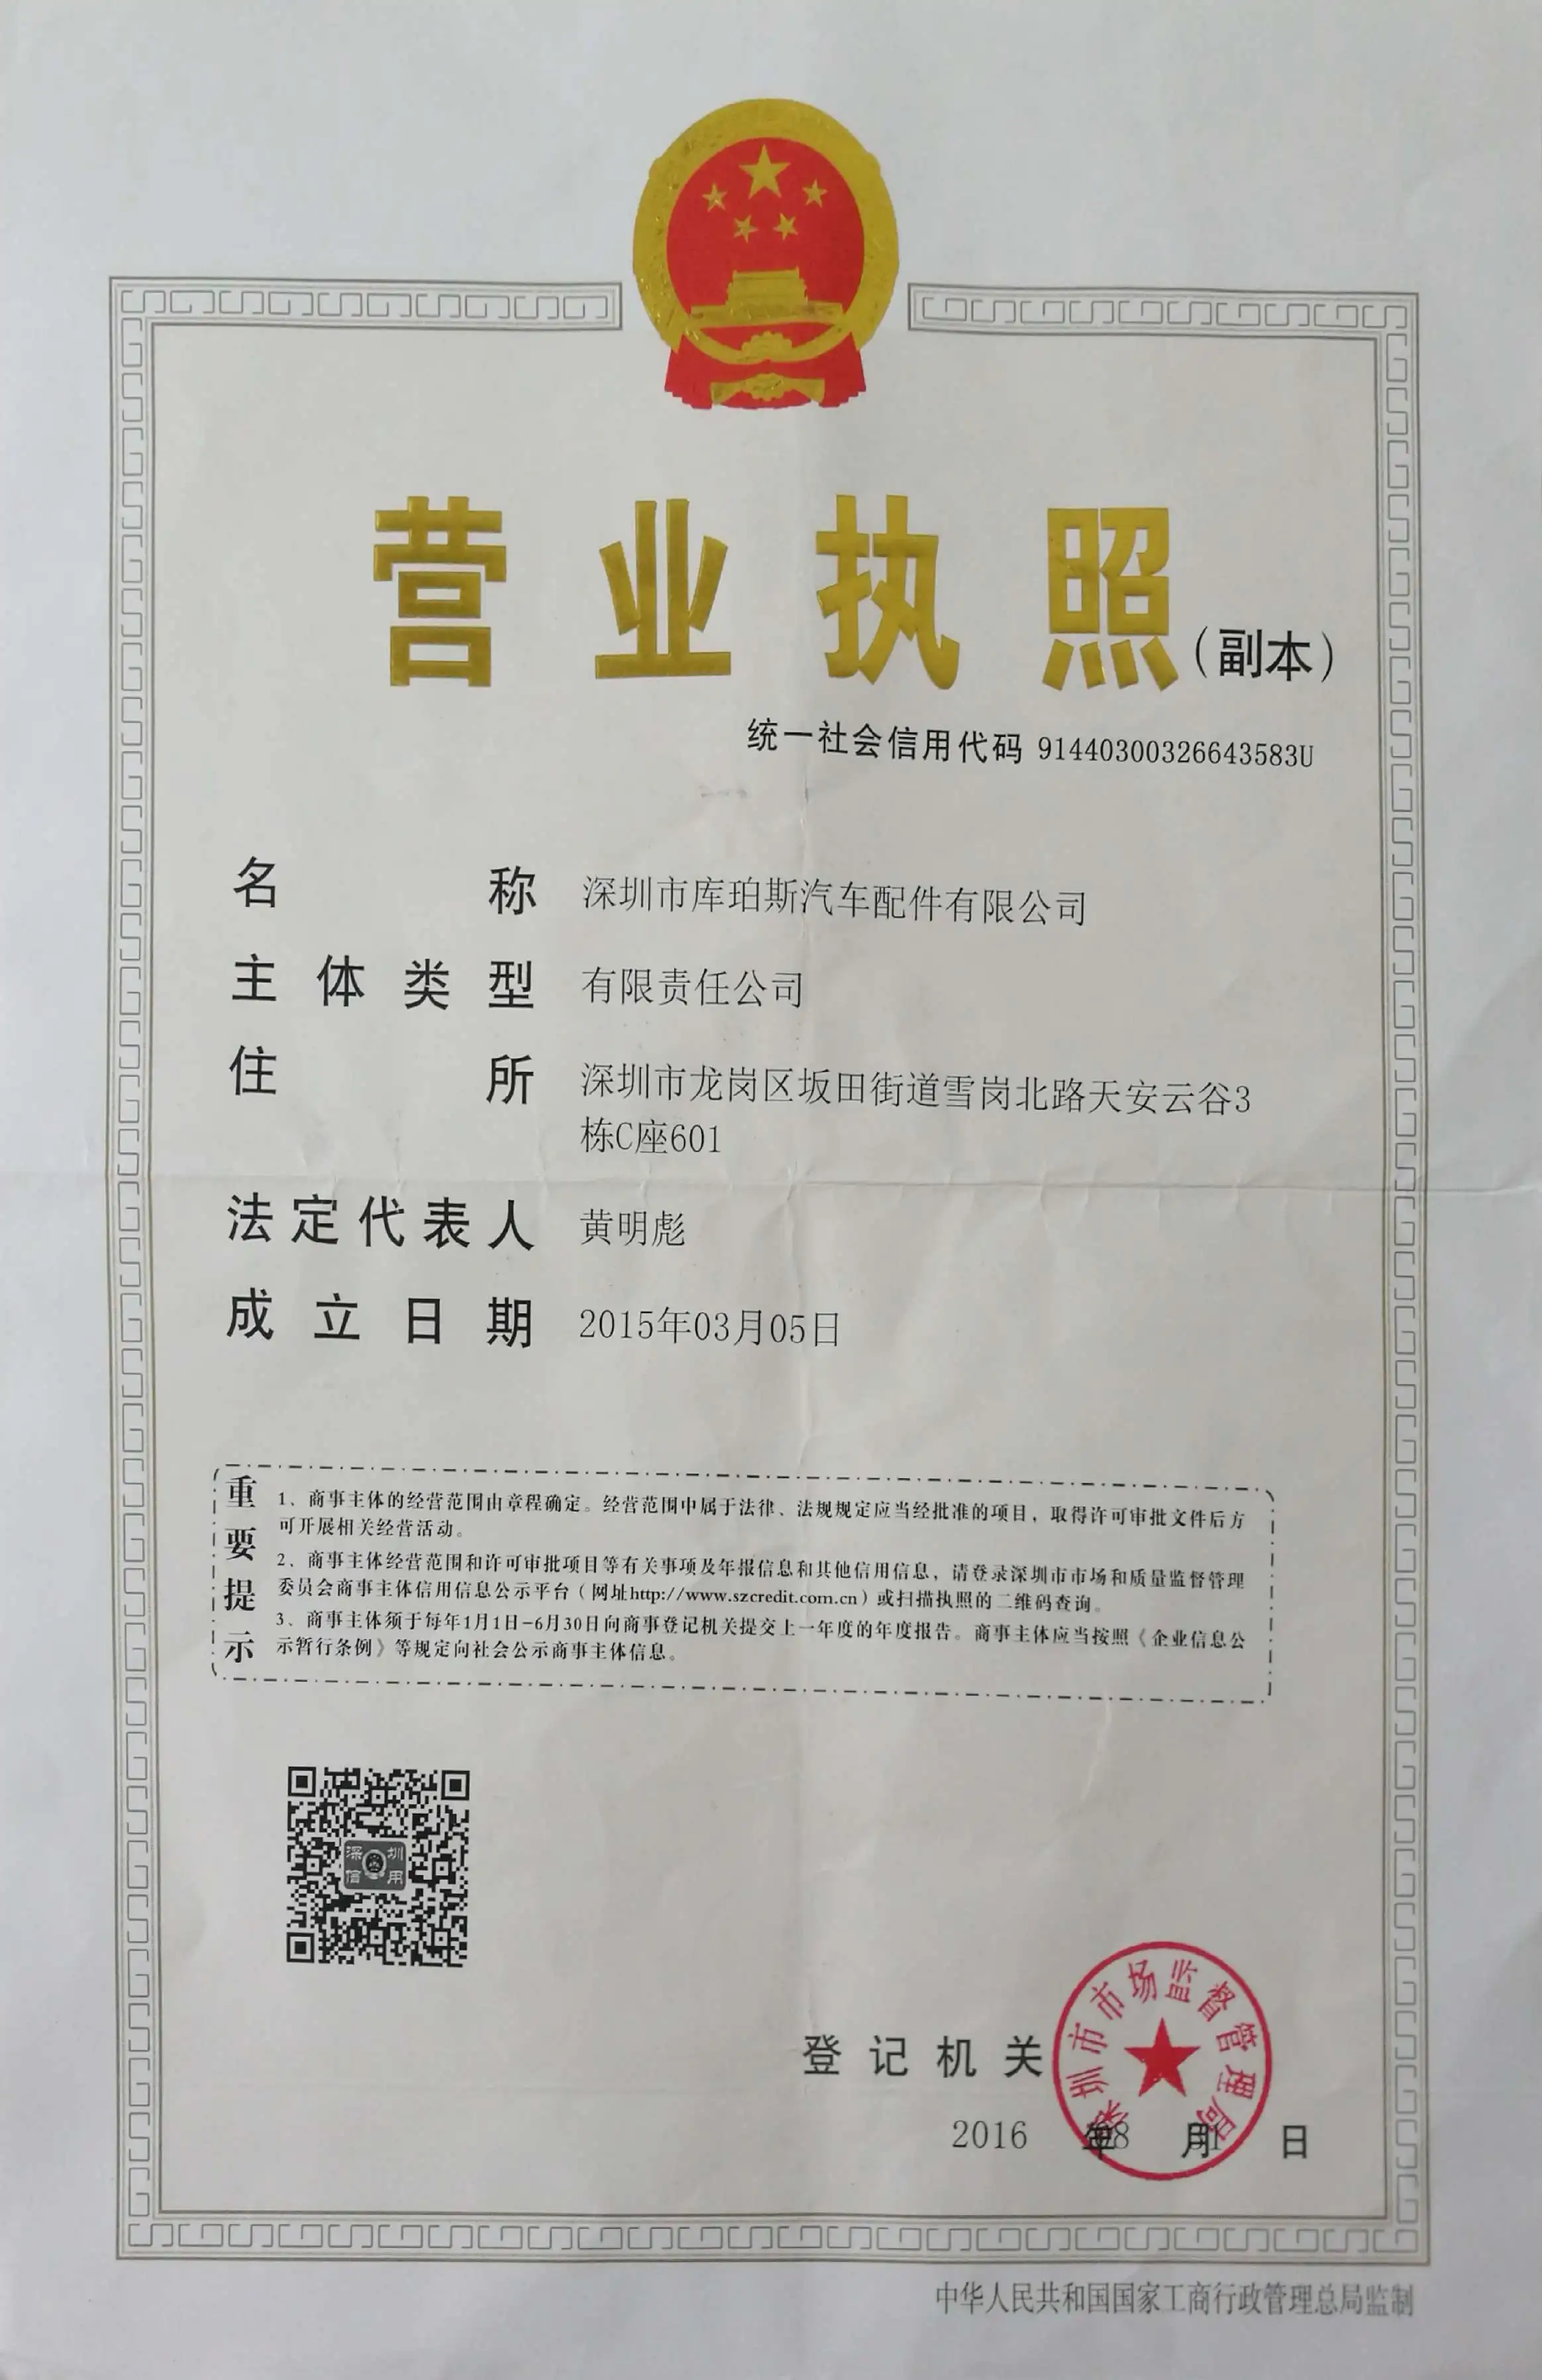 营业执照(副本)
统一社会信用代码 91440300326643583U
名称 深圳市库珀斯汽车配件有限公司
主体类型 有限责任公司
住所 深圳市龙岗区坂田街道雪岗北路天安云谷3
栋C座601
法定代表人 黄明彪
成立日期 2015年03月05日
重要提示
1、商事主体的经营范围由章程确定。经营范围中属于法律、法规规定应当经批准的项目，取得许可审批文件后方
可开展相关经营活动。
2、商事主体经营范围和许可审批项目等有关事项及年报信息和其他信用信息，请登录深圳市市场和质量监督管理
委员会商事主体信用信息公示平台（网址http://www.szcredit.com.cn）或扫描执照的二维码查询。
3、商事主体须于每年1月1日-6月30日向商事登记机关提交上一年度的年度报告。商事主体应当按照《企业信息公
示暂行条例》等规定向社会公示商事主体信息。
深圳
信用
登记机关
深圳市市场监督管理局
2016 年 月 日
中华人民共和国国家工商行政管理总局监制